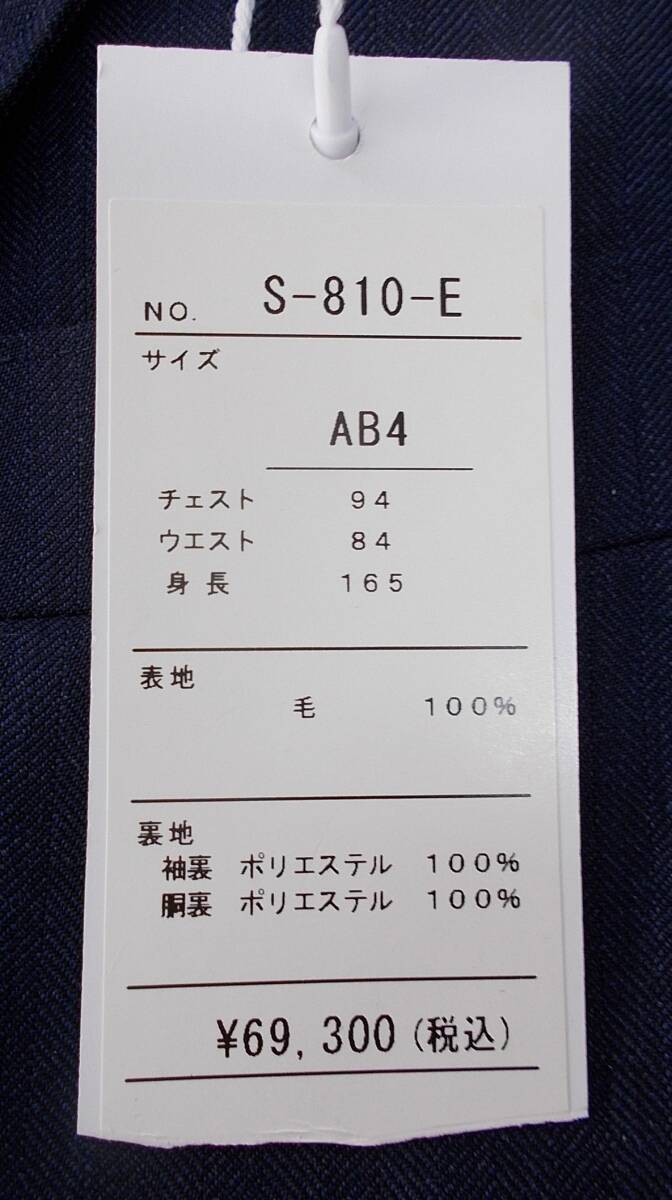 NO. S-810-E
サイズ
AB4
チェスト 94
ウエスト 84
身長 165
表地
毛 100%
裏地
袖裏 ポリエステル 100%
胴裏 ポリエステル 100%
¥69,300(税込)